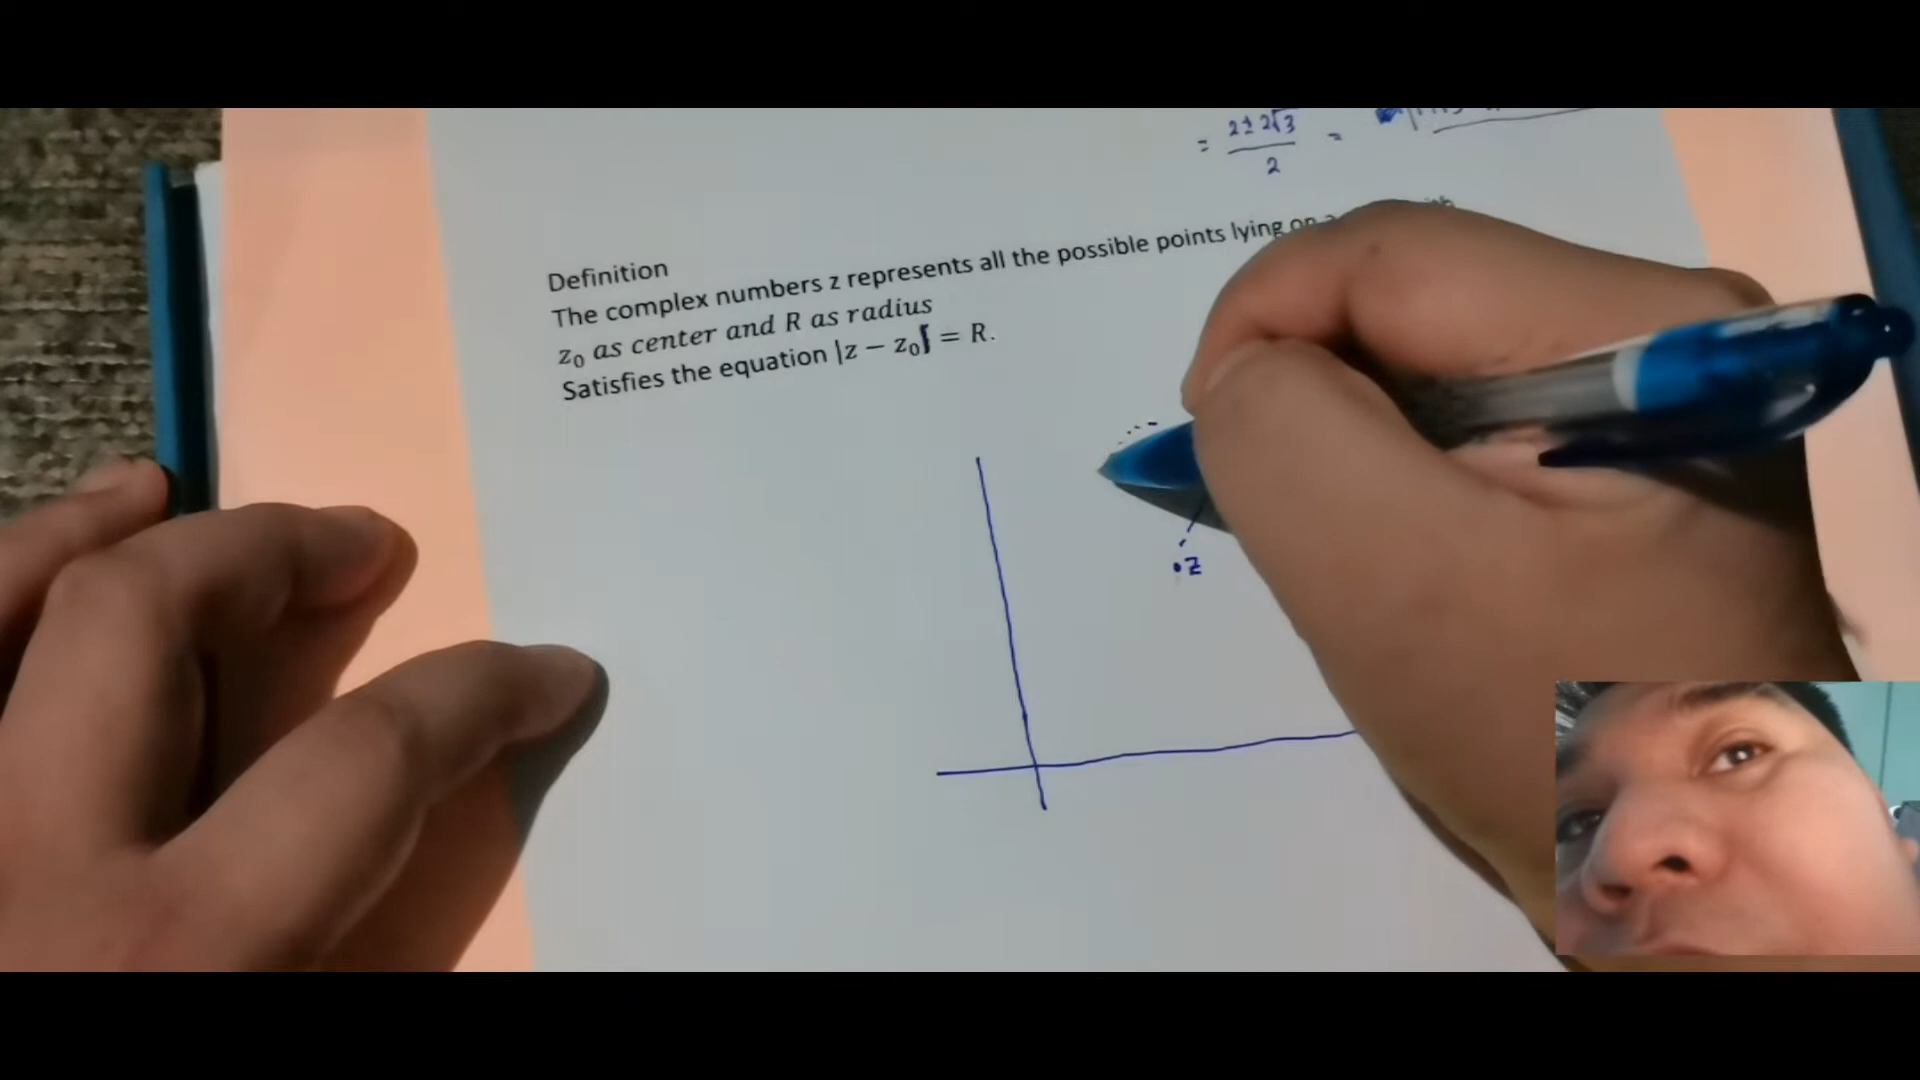 = 2 ± 2√3 / 2 =
Definition
The complex numbers z represents all the possible points lying on
z₀ as center and R as radius
Satisfies the equation |z − z₀| = R.
z